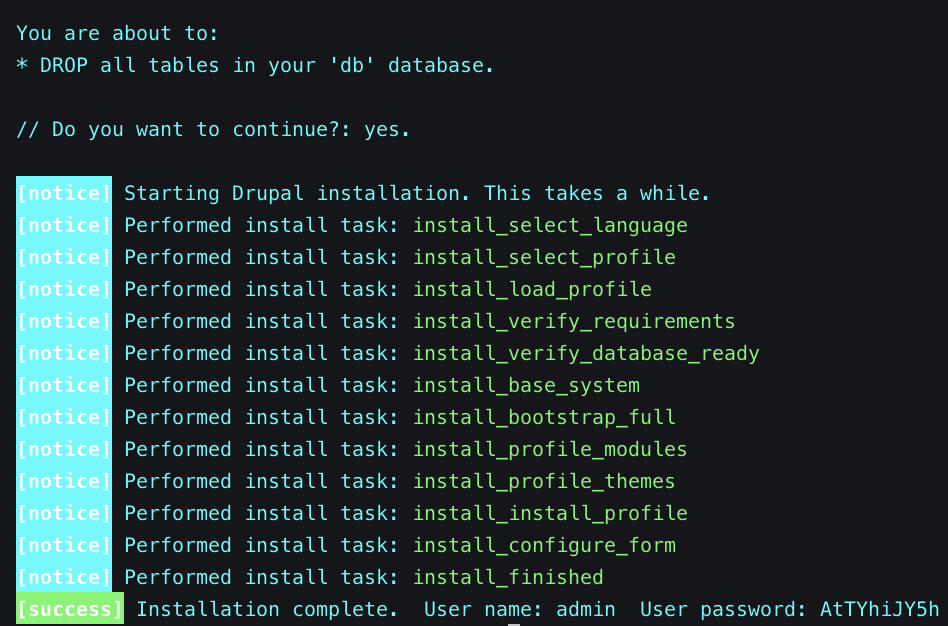 You are about to:
* DROP all tables in your 'db' database.
// Do you want to continue?: yes.
[notice] Starting Drupal installation. This takes a while.
[notice] Performed install task: install_select_language
[notice] Performed install task: install_select_profile
[notice] Performed install task: install_load_profile
[notice] Performed install task: install_verify_requirements
[notice] Performed install task: install_verify_database_ready
[notice] Performed install task: install_base_system
[notice] Performed install task: install_bootstrap_full
[notice] Performed install task: install_profile_modules
[notice] Performed install task: install_profile_themes
[notice] Performed install task: install_install_profile
[notice] Performed install task: install_configure_form
[notice] Performed install task: install_finished
[success] Installation complete.  User name: admin  User password: AtTYhiJY5h